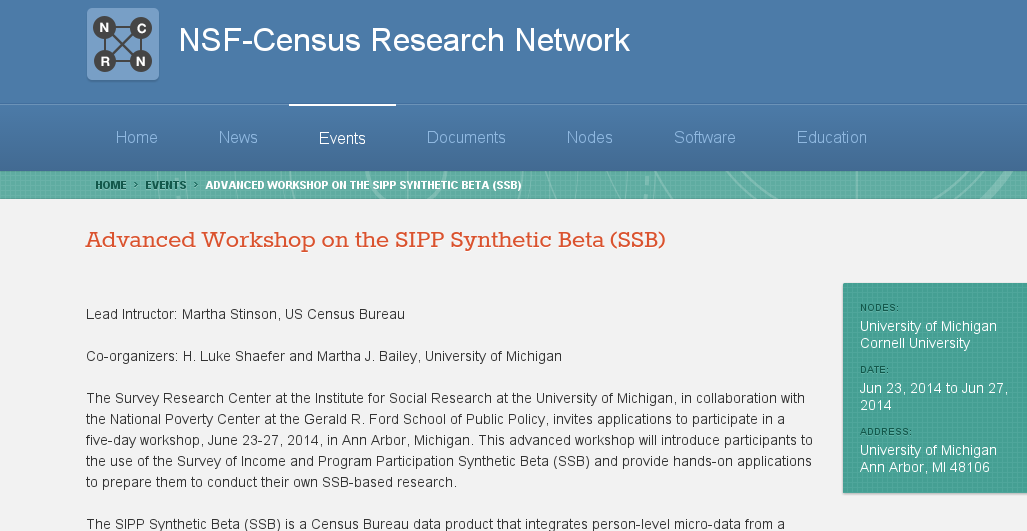 N C
R N
NSF-Census Research Network
Home News Events Documents Nodes Software Education
HOME > EVENTS > ADVANCED WORKSHOP ON THE SIPP SYNTHETIC BETA (SSB)
Advanced Workshop on the SIPP Synthetic Beta (SSB)
Lead Intructor: Martha Stinson, US Census Bureau
Co-organizers: H. Luke Shaefer and Martha J. Bailey, University of Michigan
The Survey Research Center at the Institute for Social Research at the University of Michigan, in collaboration with
the National Poverty Center at the Gerald R. Ford School of Public Policy, invites applications to participate in a
five-day workshop, June 23-27, 2014, in Ann Arbor, Michigan. This advanced workshop will introduce participants to
the use of the Survey of Income and Program Participation Synthetic Beta (SSB) and provide hands-on applications
to prepare them to conduct their own SSB-based research.
The SIPP Synthetic Beta (SSB) is a Census Bureau data product that integrates person-level micro-data from a
NODES:
University of Michigan
Cornell University
DATE:
Jun 23, 2014 to Jun 27,
2014
ADDRESS:
University of Michigan
Ann Arbor, MI 48106